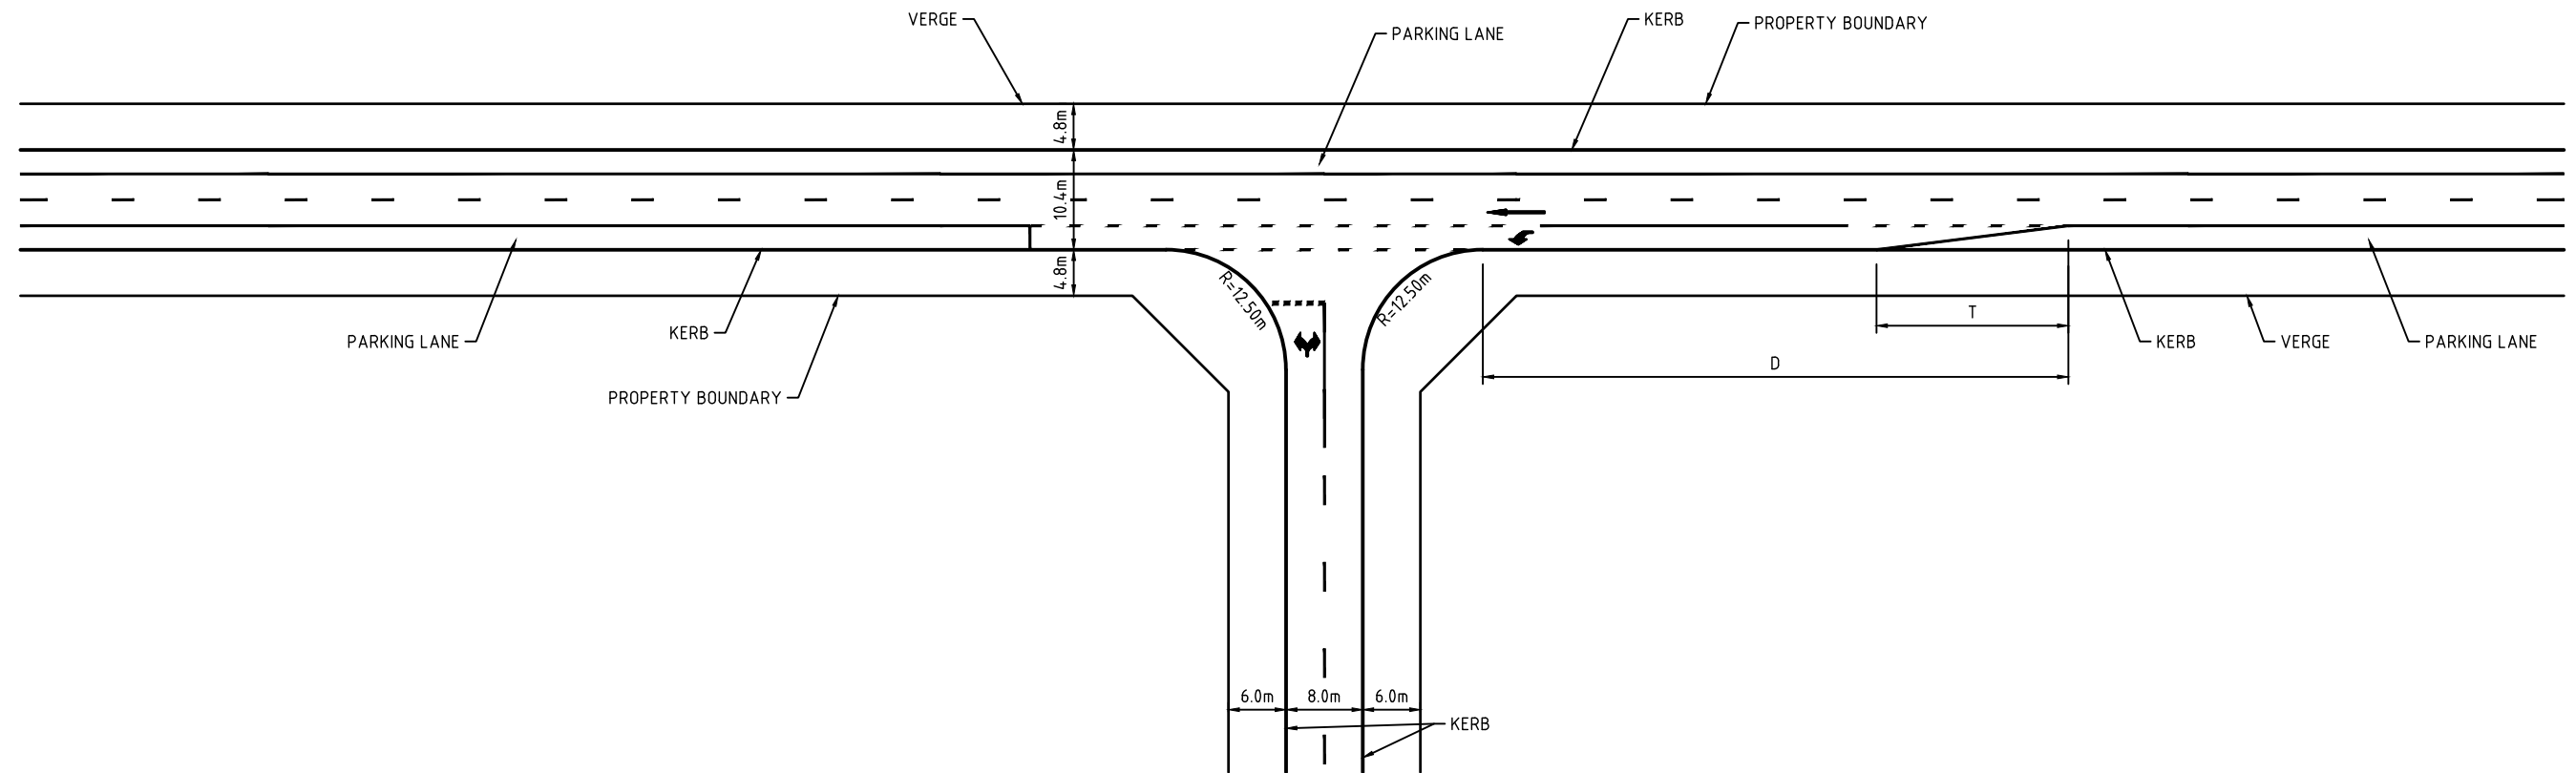 VERGE
KERB
PROPERTY BOUNDARY
PARKING LANE
4.8m
10.4m
4.8m
R=12.50m
R=12.50m
T
KERB
PARKING LANE
KERB
VERGE
PARKING LANE
D
PROPERTY BOUNDARY
6.0m
8.0m
6.0m
KERB